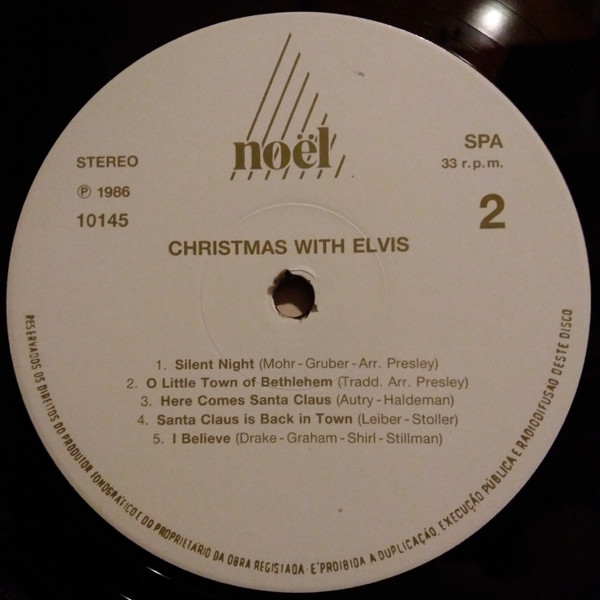 noël
STEREO
℗ 1986
10145
SPA
33 r.p.m.
2
CHRISTMAS WITH ELVIS
1. Silent Night (Mohr-Gruber-Arr. Presley)
2. O Little Town of Bethlehem (Tradd. Arr. Presley)
3. Here Comes Santa Claus (Autry-Haldeman)
4. Santa Claus is Back in Town (Leiber-Stoller)
5. I Believe (Drake-Graham-Shirl-Stillman)
RESERVADOS OS DIREITOS DO PRODUTOR FONOGRÁFICO E DO PROPRIETÁRIO DA OBRA REGISTADA · É PROIBIDA A DUPLICAÇÃO, EXECUÇÃO PÚBLICA E RADIODIFUSÃO DESTE DISCO